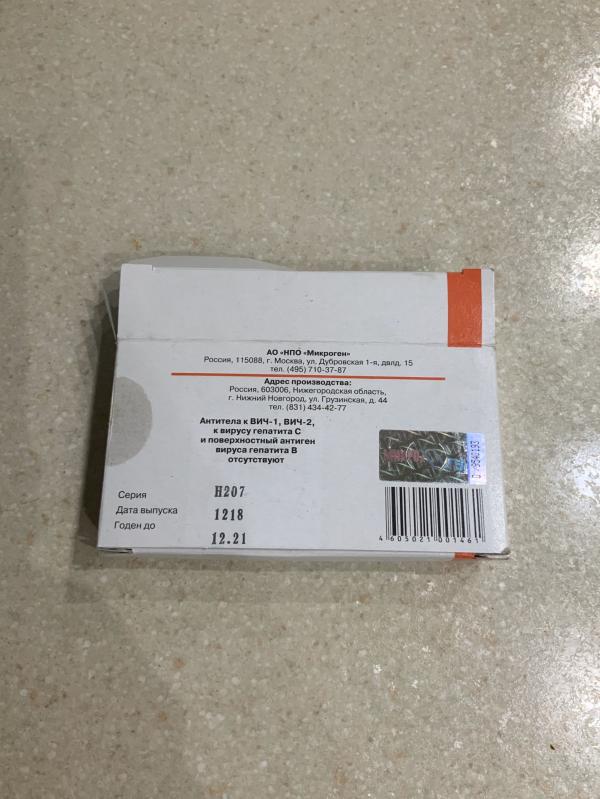 АО «НПО «Микроген»
Россия, 115088, г. Москва, ул. Дубровская 1-я, двлд. 15
тел. (495) 710-37-87
Адрес производства:
Россия, 603006, Нижегородская область,
г. Нижний Новгород, ул. Грузинская, д. 44
тел. (831) 434-42-77
Антитела к ВИЧ-1, ВИЧ-2,
к вирусу гепатита С
и поверхностный антиген
вируса гепатита В
отсутствуют
Серия H207
Дата выпуска 1218
Годен до 12.21
4 605021 001461